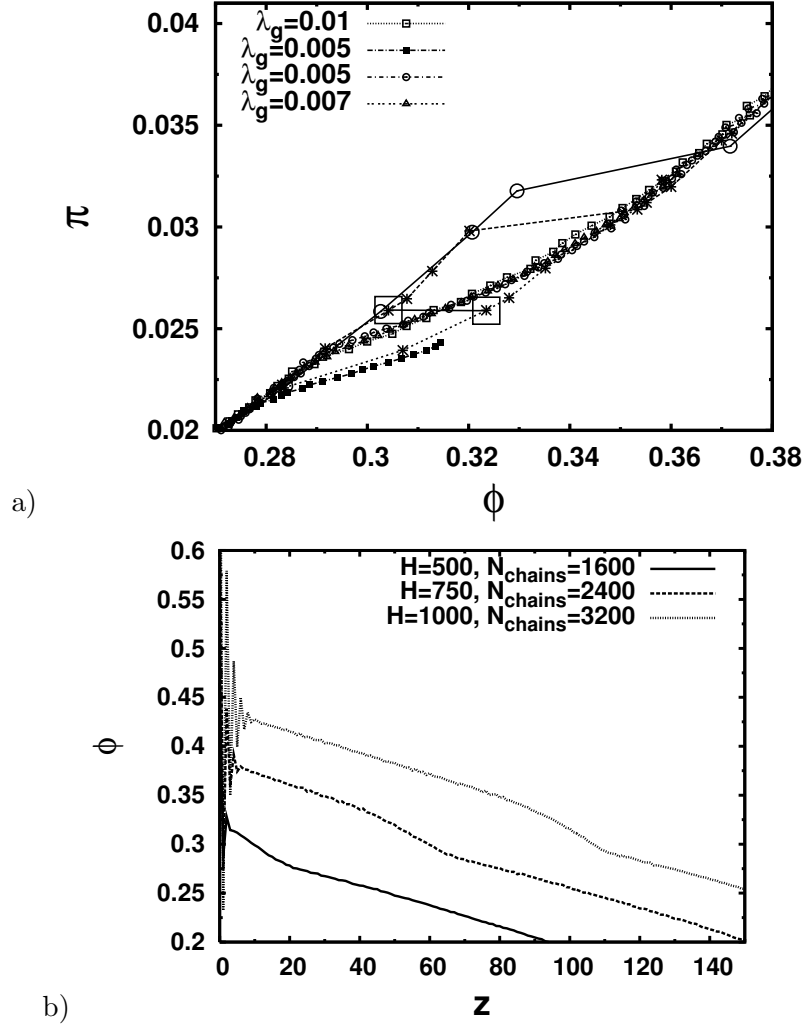 0.04
0.035
0.03
0.025
0.02
π
λg=0.01
λg=0.005
λg=0.005
λg=0.007
0.28 0.3 0.32 0.34 0.36 0.38
ϕ
a)
0.6
0.55
0.5
0.45
0.4
0.35
0.3
0.25
0.2
ϕ
H=500, Nchains=1600
H=750, Nchains=2400
H=1000, Nchains=3200
0 20 40 60 80 100 120 140
z
b)